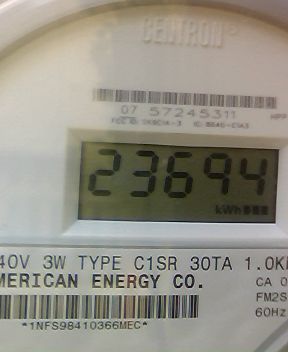 CENTRON®
07 57245311
23694
kWh
40V 3W TYPE C1SR 30TA 1.0K
MERICAN ENERGY CO.
CA 0
FM2S
60Hz
*1NFS98410366MEC*